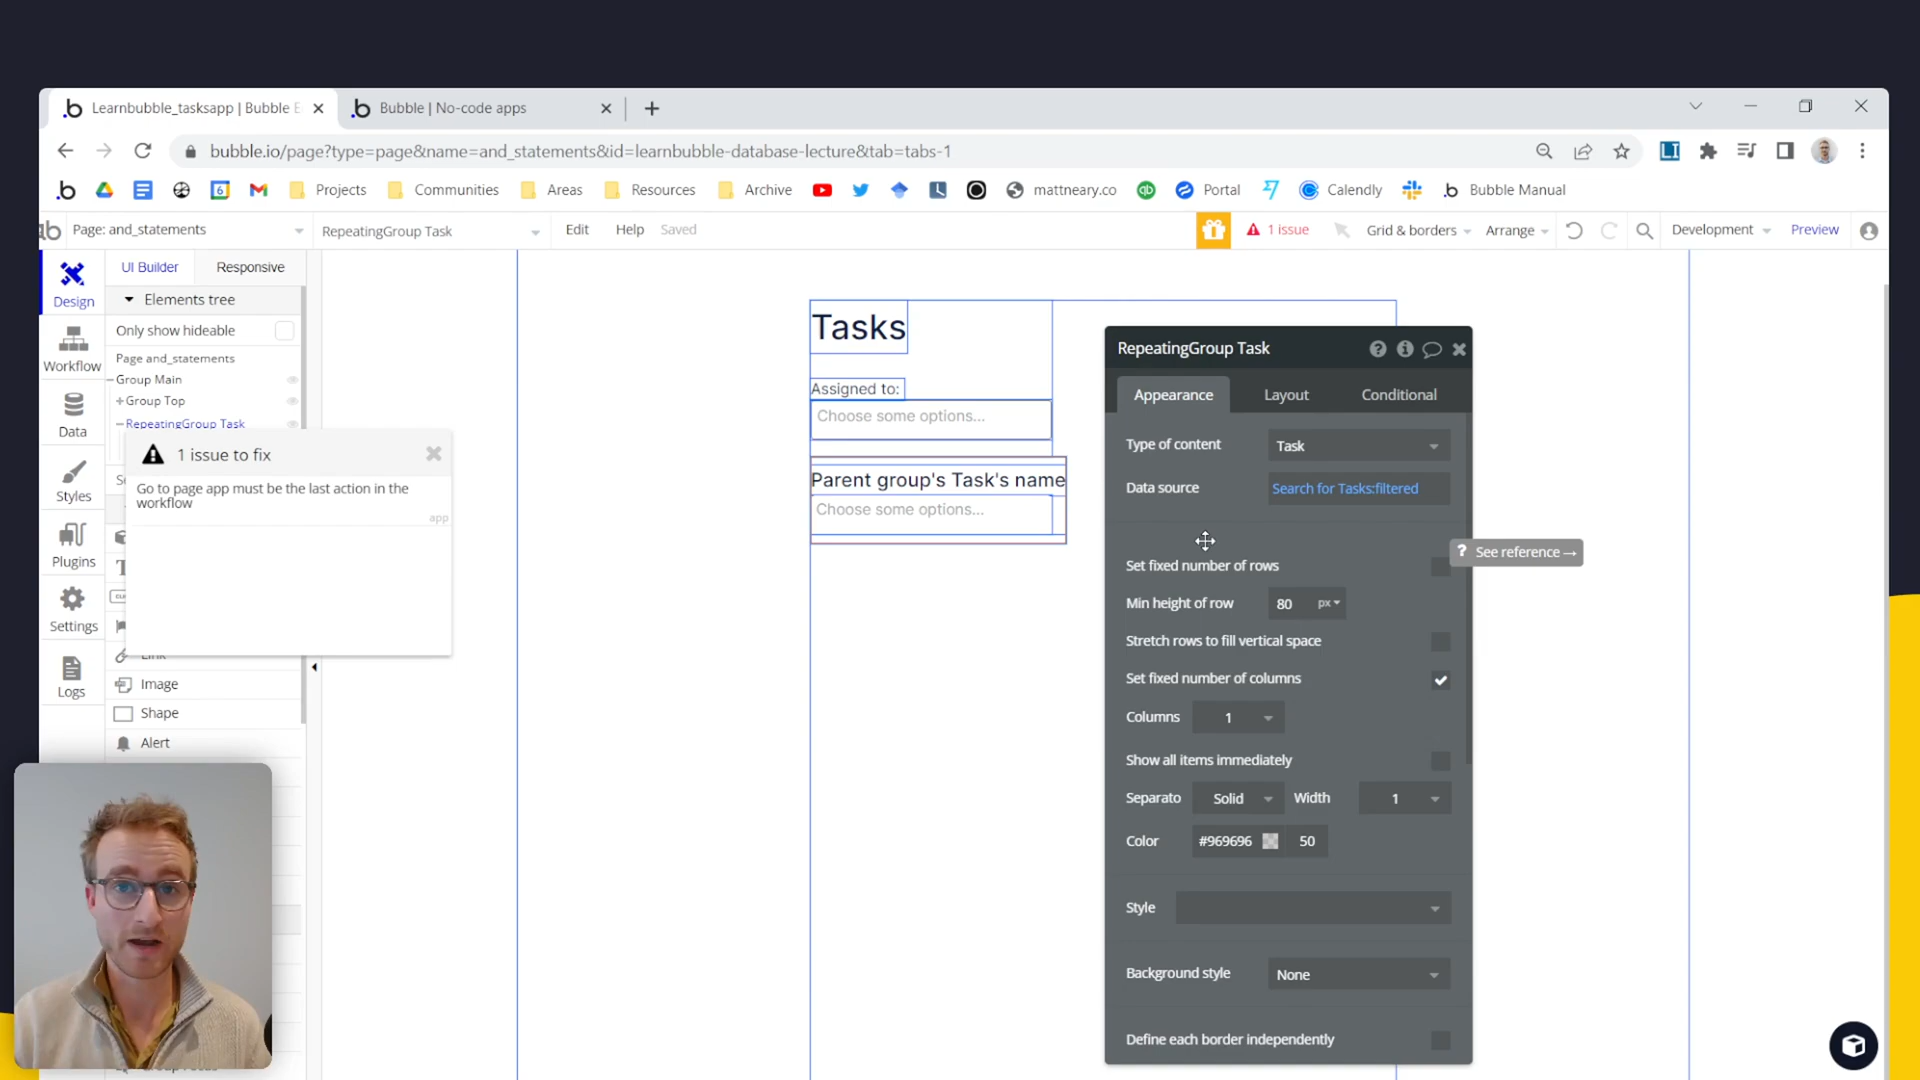 Learnbubble_tasksapp | Bubble E
Bubble | No-code apps
bubble.io/page?type=page&name=and_statements&id=learnbubble-database-lecture&tab=tabs-1
Projects
Communities
Areas
Resources
Archive
mattneary.co
Portal
Calendly
Bubble Manual
Page: and_statements
RepeatingGroup Task
Edit
Help
Saved
1 issue
Grid & borders
Arrange
Development
Preview
UI Builder
Responsive
Design
Elements tree
Only show hideable
Page and_statements
Workflow
Group Main
Group Top
RepeatingGroup Task
Data
1 issue to fix
Go to page app must be the last action in the
workflow
app
Styles
Plugins
Settings
Logs
Link
Image
Shape
Alert
Tasks
Assigned to:
Choose some options...
Parent group's Task's name
Choose some options...
RepeatingGroup Task
Appearance
Layout
Conditional
Type of content
Task
Data source
Search for Tasks:filtered
? See reference →
Set fixed number of rows
Min height of row
80
px
Stretch rows to fill vertical space
Set fixed number of columns
Columns
1
Show all items immediately
Separato
Solid
Width
1
Color
#969696
50
Style
Background style
None
Define each border independently